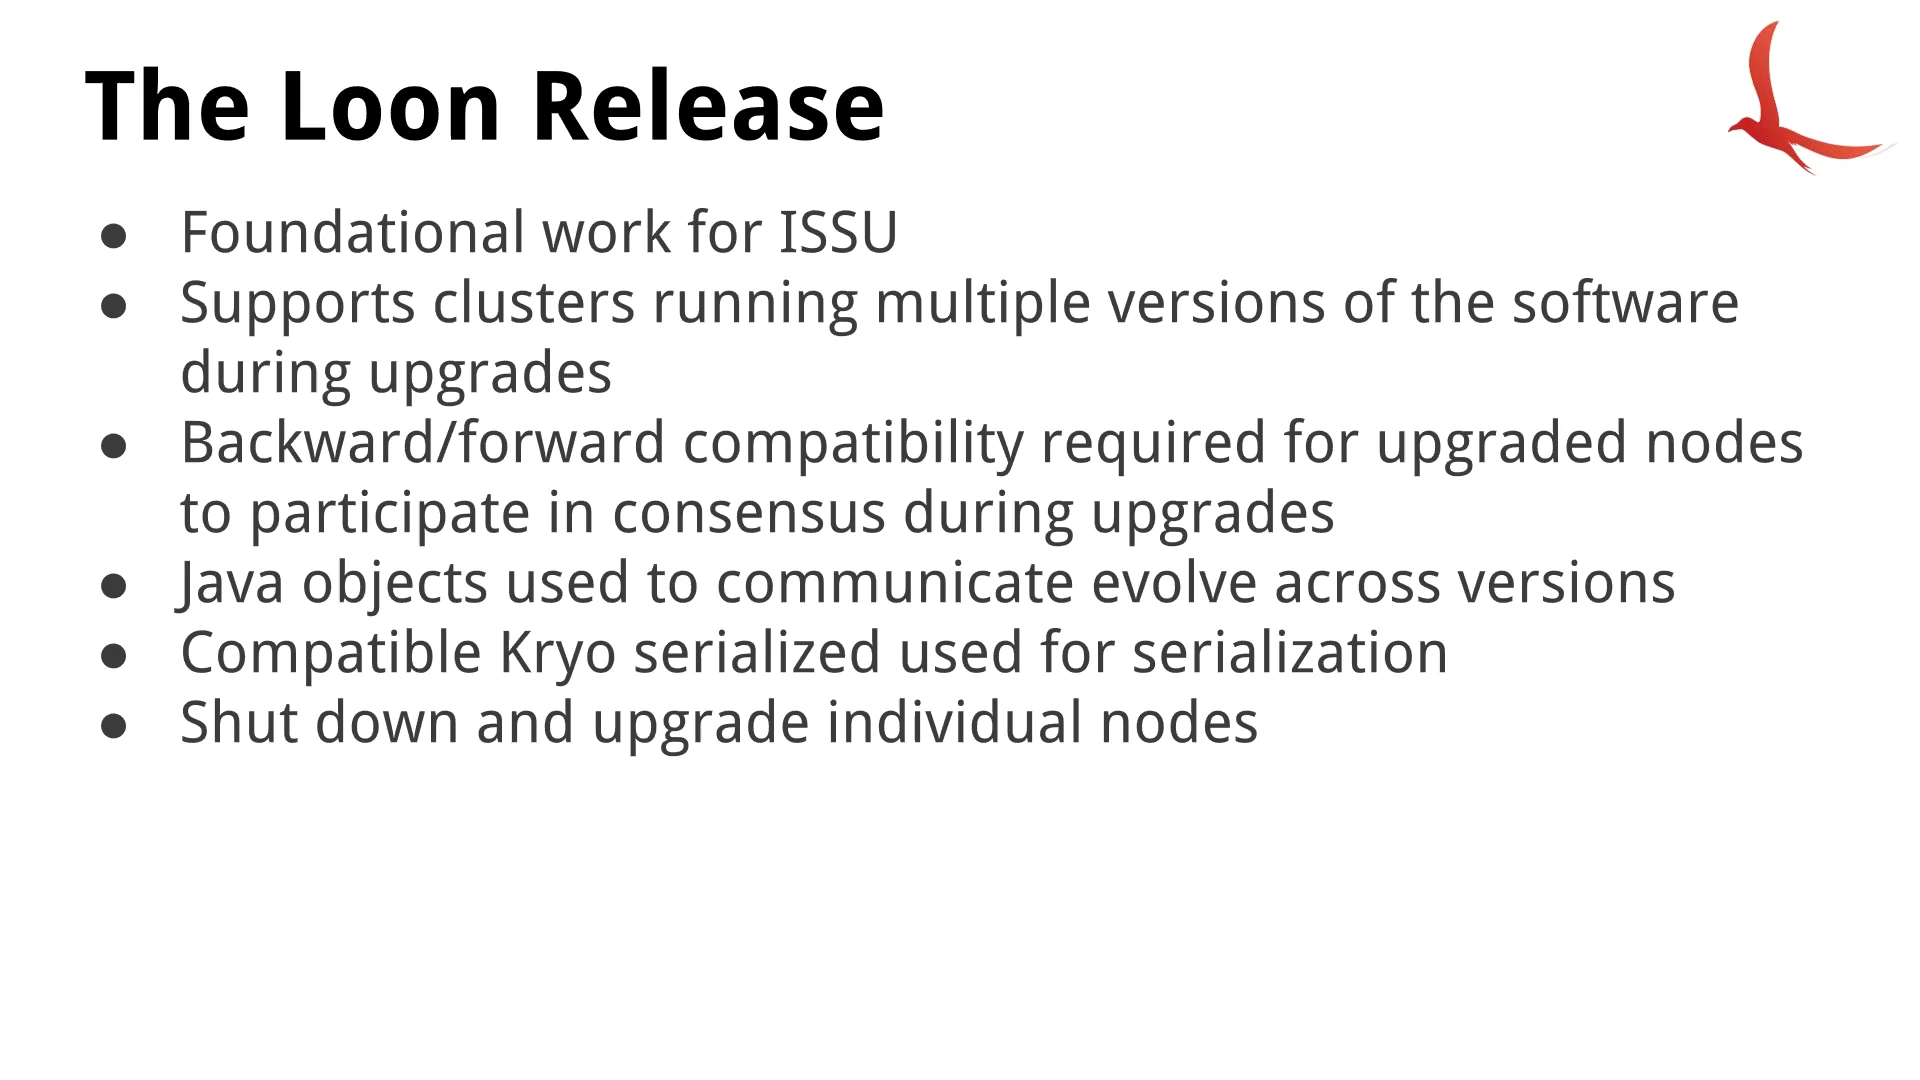 The Loon Release
● Foundational work for ISSU
● Supports clusters running multiple versions of the software
during upgrades
● Backward/forward compatibility required for upgraded nodes
to participate in consensus during upgrades
● Java objects used to communicate evolve across versions
● Compatible Kryo serialized used for serialization
● Shut down and upgrade individual nodes